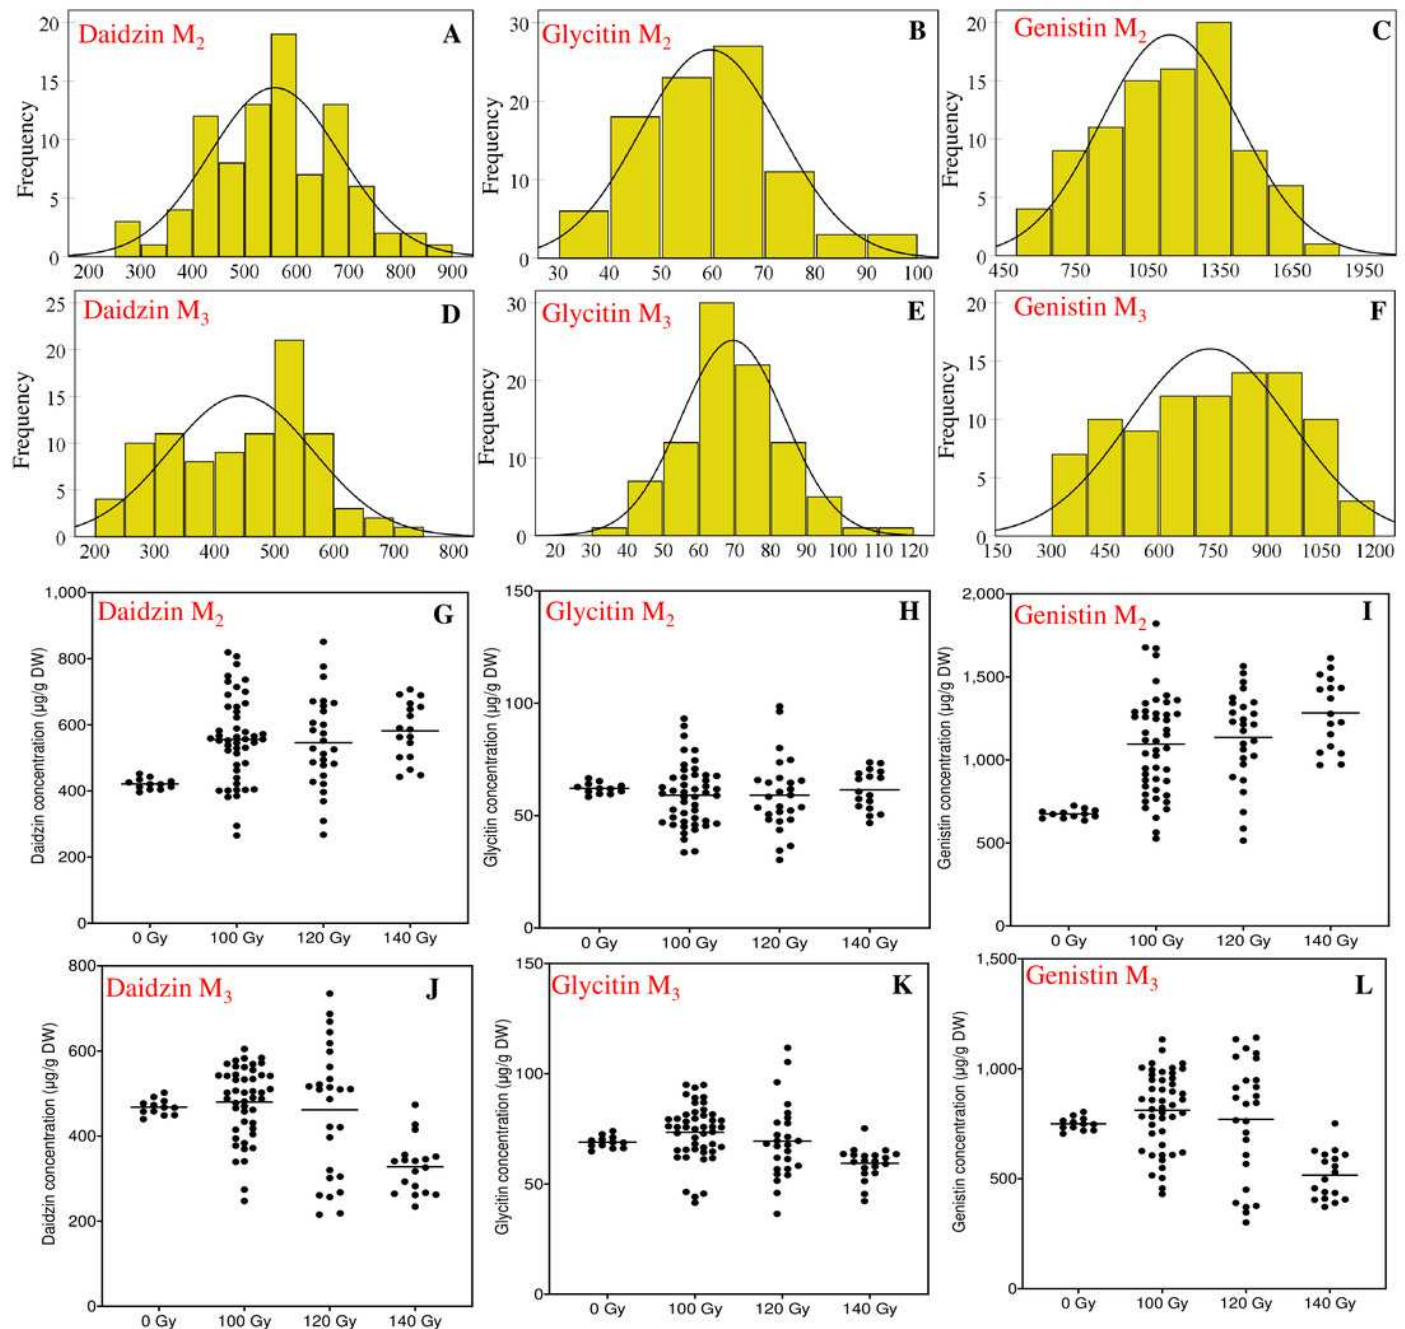 Daidzin M2 A
Frequency
20
15
10
5
0
200 300 400 500 600 700 800 900
Glycitin M2 B
Frequency
30
20
10
0
30 40 50 60 70 80 90 100
Genistin M2 C
Frequency
20
15
10
5
0
450 750 1050 1350 1650 1950
Daidzin M3 D
Frequency
25
20
15
10
5
0
200 300 400 500 600 700 800
Glycitin M3 E
Frequency
30
20
10
0
20 30 40 50 60 70 80 90 100 110 120
Genistin M3 F
20
15
10
5
0
150 300 450 600 750 900 1050 1200
Daidzin M2 G
Daidzin concentration (µg/g DW)
1,000
800
600
400
200
0
0 Gy 100 Gy 120 Gy 140 Gy
Glycitin M2 H
Glycitin concentration (µg/g DW)
150
100
50
0
0 Gy 100 Gy 120 Gy 140 Gy
Genistin M2 I
Genistin concentration (µg/g DW)
2,000
1,500
1,000
500
0
0 Gy 100 Gy 120 Gy 140 Gy
Daidzin M3 J
Daidzin concentration (µg/g DW)
800
600
400
200
0
0 Gy 100 Gy 120 Gy 140 Gy
Glycitin M3 K
Glycitin concentration (µg/g DW)
150
100
50
0
0 Gy 100 Gy 120 Gy 140 Gy
Genistin M3 L
Genistin concentration (µg/g DW)
1,500
1,000
500
0
0 Gy 100 Gy 120 Gy 140 Gy